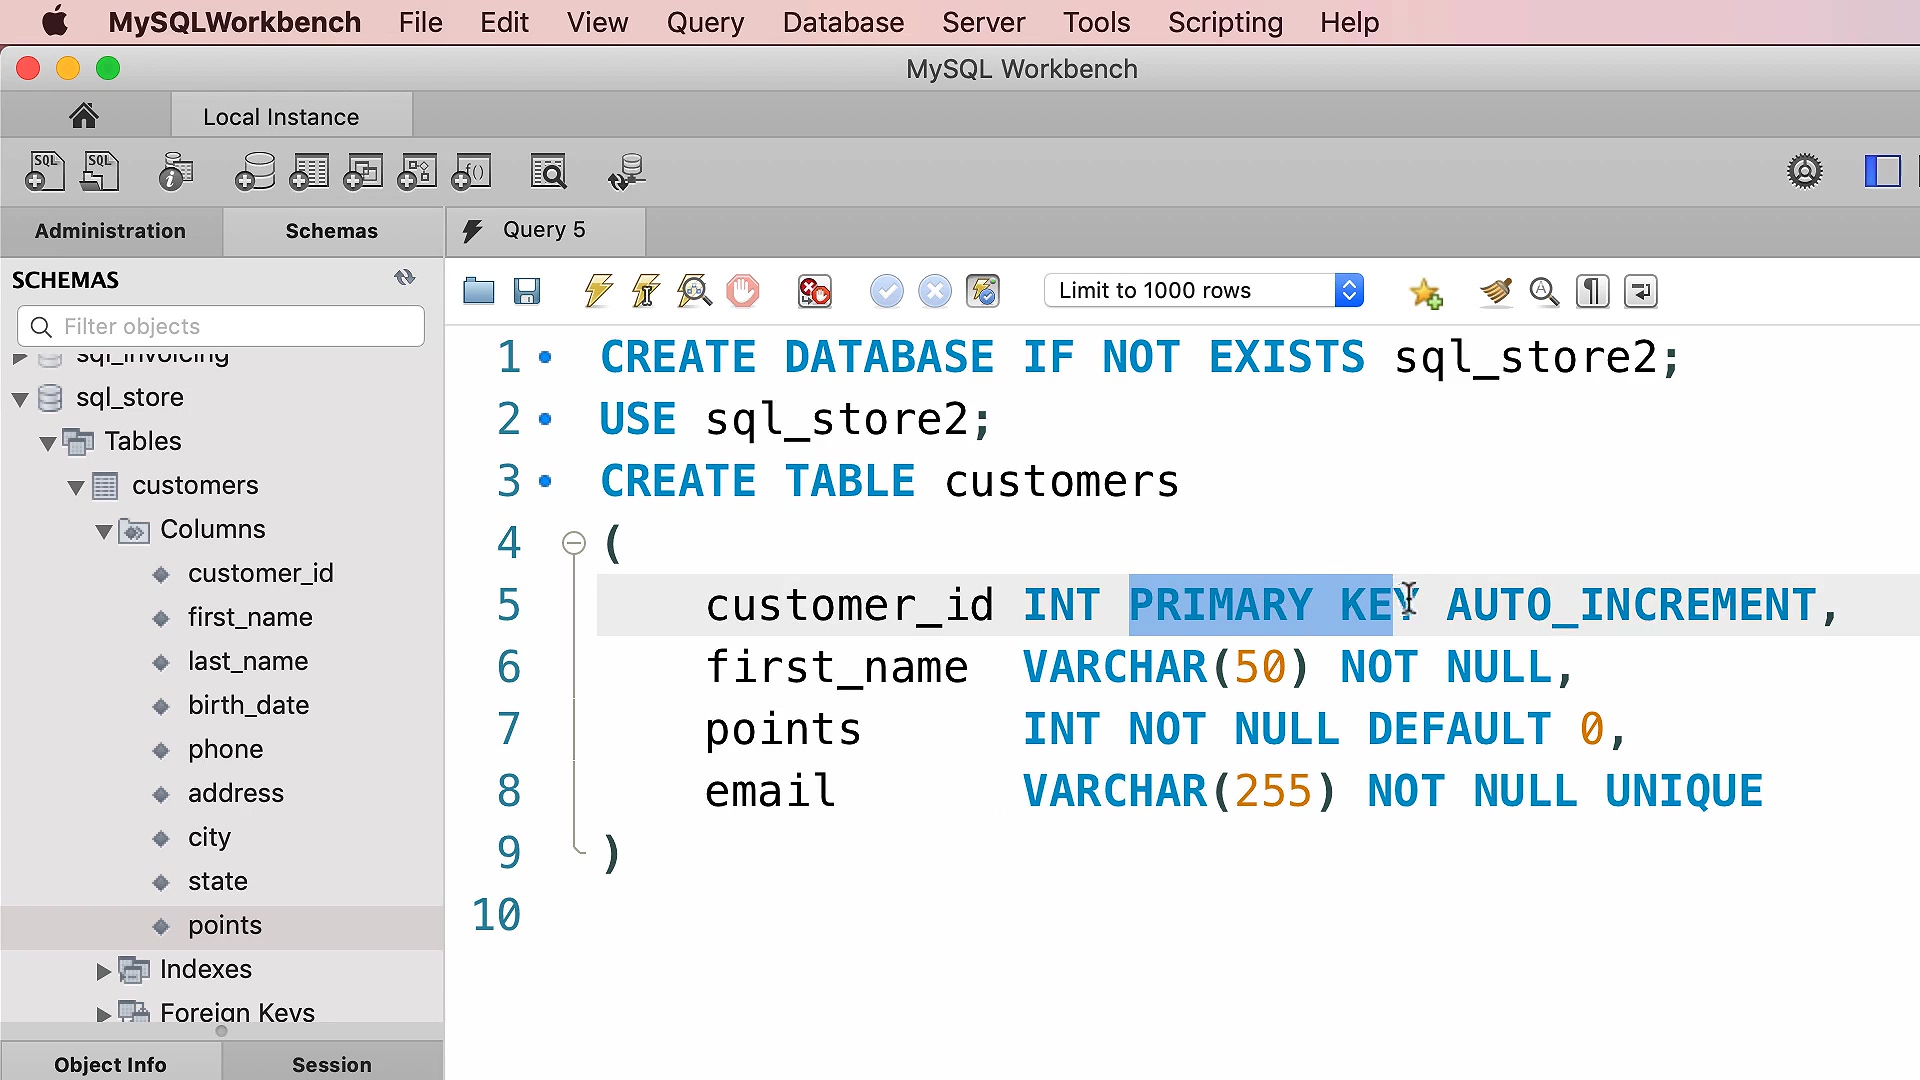 MySQLWorkbench File Edit View Query Database Server Tools Scripting Help
MySQL Workbench
Local Instance
SQL SQL
Administration Schemas Query 5
SCHEMAS
Limit to 1000 rows
Filter objects
sql_invoicing
sql_store
Tables
customers
Columns
customer_id
first_name
last_name
birth_date
phone
address
city
state
points
Indexes
Foreign Keys
Object Info Session
1 CREATE DATABASE IF NOT EXISTS sql_store2;
2 USE sql_store2;
3 CREATE TABLE customers
4 (
5 customer_id INT PRIMARY KEY AUTO_INCREMENT,
6 first_name VARCHAR(50) NOT NULL,
7 points INT NOT NULL DEFAULT 0,
8 email VARCHAR(255) NOT NULL UNIQUE
9 )
10